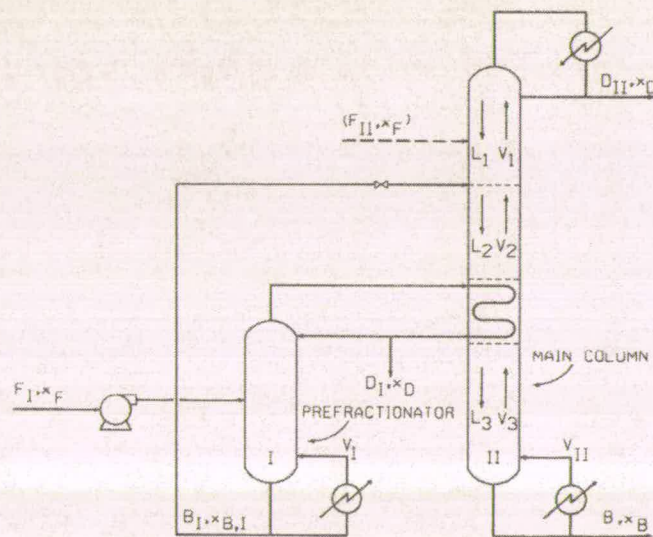 D_II,x_D
(F_II,x_F)
L_1 V_1
L_2 V_2
MAIN COLUMN
D_I,x_D
F_I,x_F
PREFRACTIONATOR
L_3 V_3
I
V_I
II
V_II
B_I,x_B,I
B,x_B